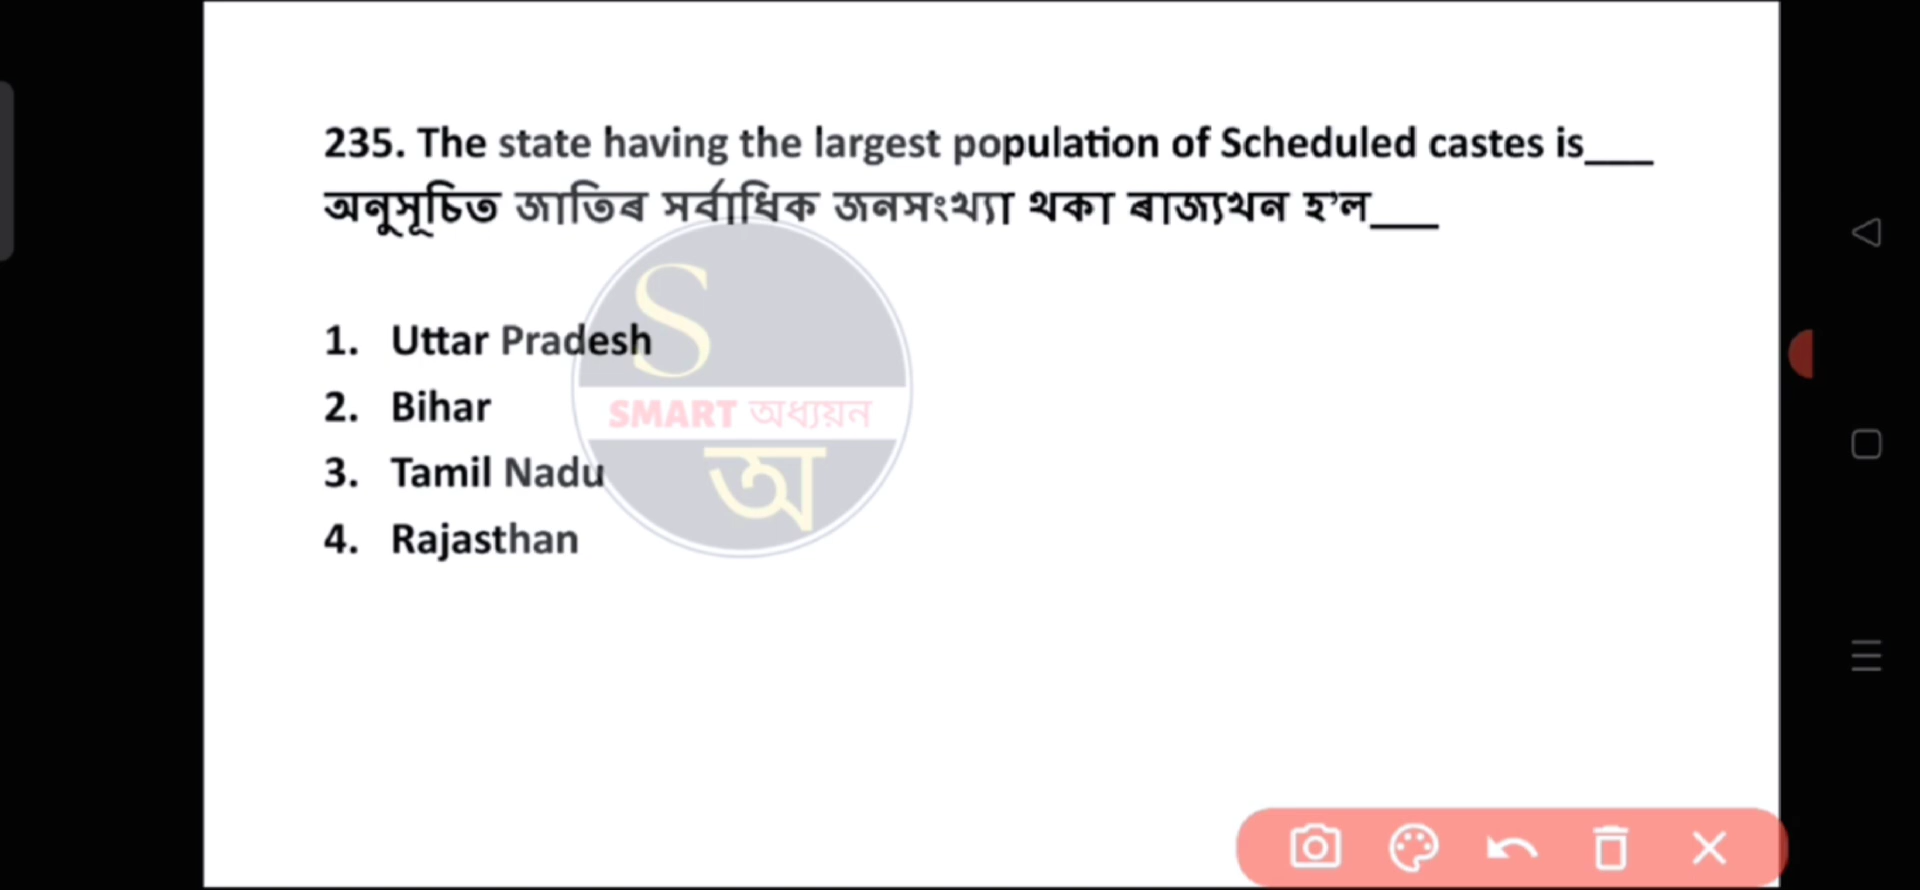 235. The state having the largest population of Scheduled castes is___
অনুসূচিত জাতিৰ সৰ্বাধিক জনসংখ্যা থকা ৰাজ্যখন হ’ল___
1. Uttar Pradesh
2. Bihar
3. Tamil Nadu
4. Rajasthan
S
SMART অধ্যয়ন
অ